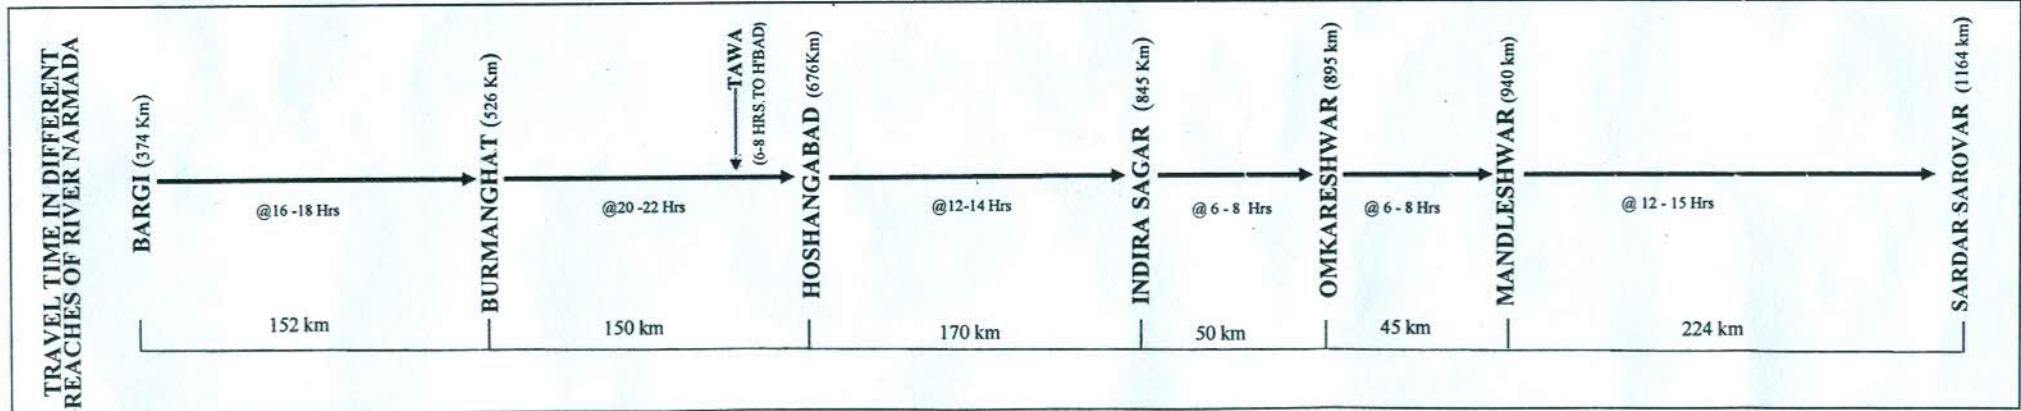 TRAVEL TIME IN DIFFERENT
REACACHES OF RIVER NARMADA
BARGI (374 Km)
@16 -18 Hrs
152 km
BURMANGHAT (526 Km)
@20 -22 Hrs
150 km
TAWA
(6-8 HRS. TO H'BAD)
HOSHANGABAD (676Km)
@12-14 Hrs
170 km
INDIRA SAGAR (845 Km)
@ 6 - 8 Hrs
50 km
OMKARESHWAR (895 km)
@ 6 - 8 Hrs
45 km
MANDLESHWAR (940 km)
@ 12 - 15 Hrs
224 km
SARDAR SAROVAR (1164 km)